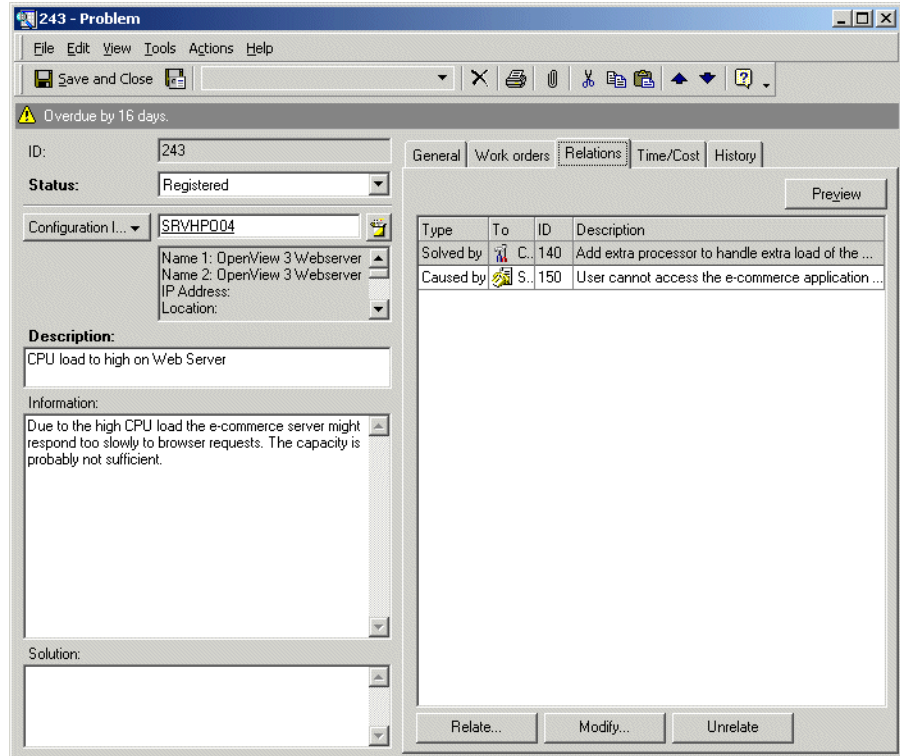 243 - Problem
File Edit View Tools Actions Help
Save and Close
Overdue by 16 days.
ID: 243
Status: Registered
Configuration I... SRVHP004
Name 1: OpenView 3 Webserver
Name 2: OpenView 3 Webserver
IP Address:
Location:
Description:
CPU load to high on Web Server
Information:
Due to the high CPU load the e-commerce server might
respond too slowly to browser requests. The capacity is
probably not sufficient.
Solution:
General Work orders Relations Time/Cost History
Preview
Type To ID Description
Solved by C.. 140 Add extra processor to handle extra load of the ...
Caused by S.. 150 User cannot access the e-commerce application ...
Relate... Modify... Unrelate